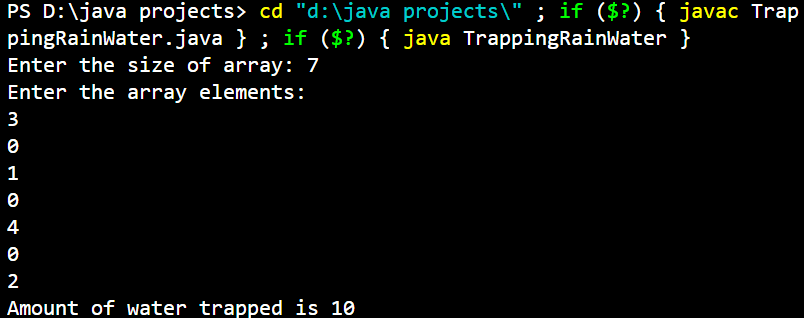 PS D:\java projects> cd "d:\java projects\" ; if ($?) { javac Trap
pingRainWater.java } ; if ($?) { java TrappingRainWater }
Enter the size of array: 7
Enter the array elements:
3
0
1
0
4
0
2
Amount of water trapped is 10